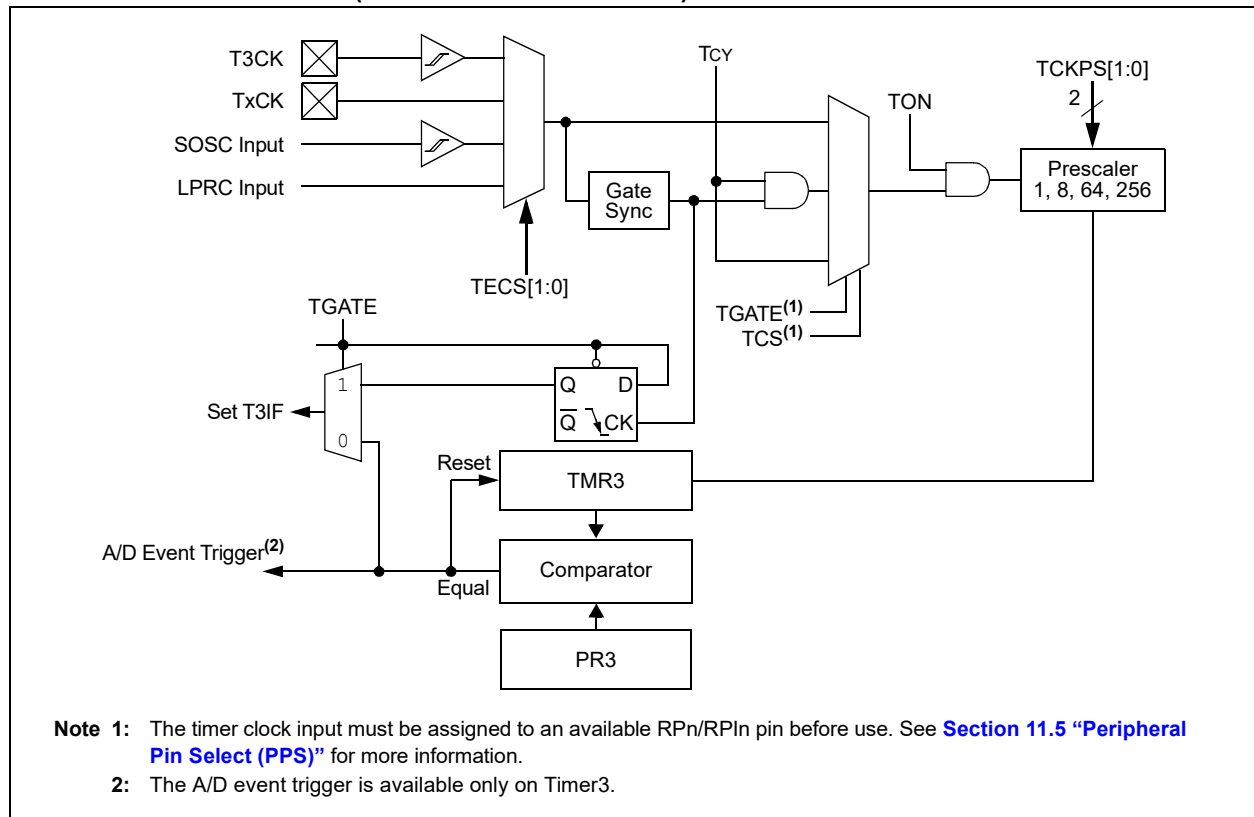 T3CK
TxCK
SOSC Input
LPRC Input
TECS[1:0]
Gate
Sync
TCY
TGATE(1)
TCS(1)
TON
TCKPS[1:0]
2
Prescaler
1, 8, 64, 256
TGATE
1
0
Set T3IF
Q D
Q CK
Reset
TMR3
A/D Event Trigger(2)
Equal
Comparator
PR3
Note 1: The timer clock input must be assigned to an available RPn/RPIn pin before use. See Section 11.5 “Peripheral
Pin Select (PPS)” for more information.
2: The A/D event trigger is available only on Timer3.